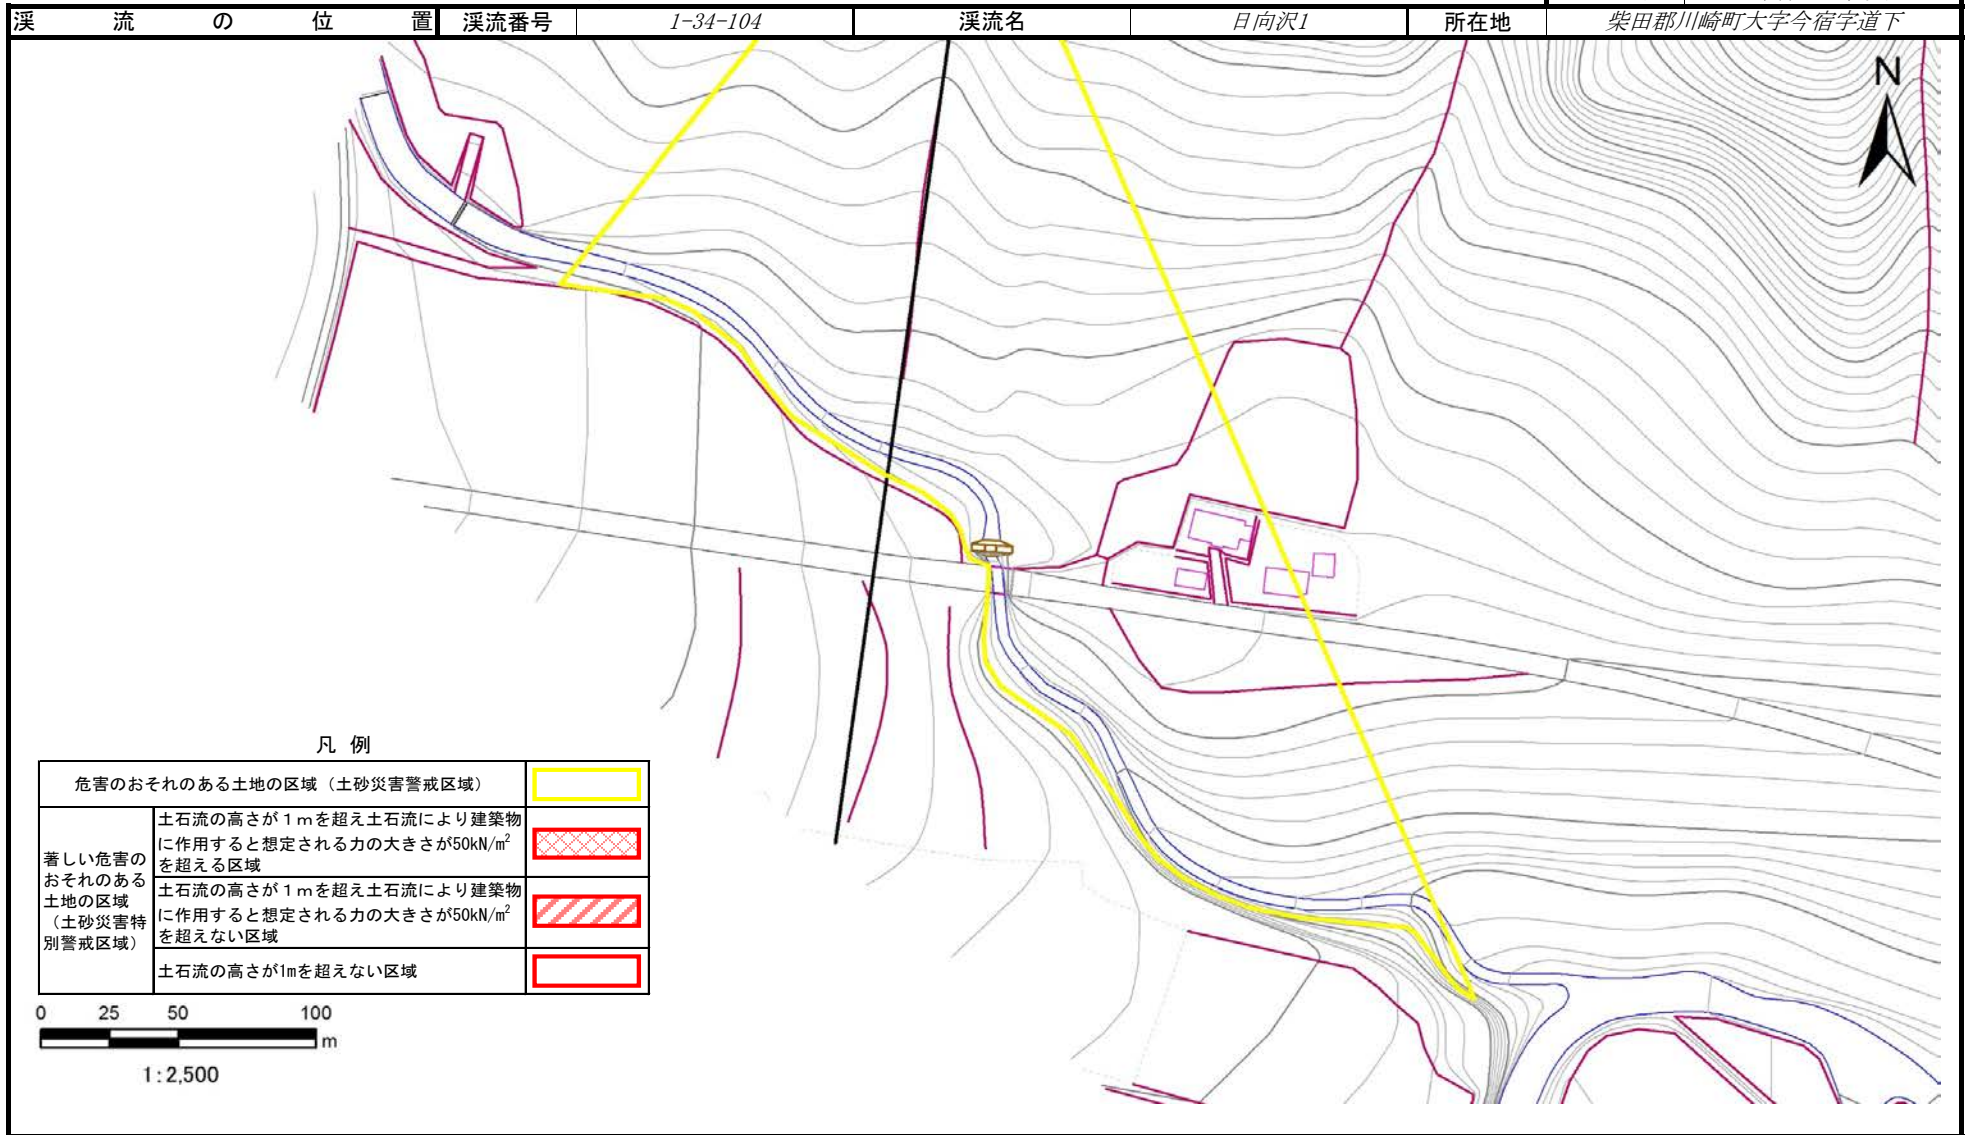 渓流の位置 渓流番号 1-34-104 渓流名 日向沢1 所在地 柴田郡川崎町大字今宿字道下
N
凡 例
危害のおそれのある土地の区域（土砂災害警戒区域）
著しい危害の
おそれのある
土地の区域
（土砂災害特
別警戒区域）
土石流の高さが１ｍを超え土石流により建築物
に作用すると想定される力の大きさが50kN/m²
を超える区域
土石流の高さが１ｍを超え土石流により建築物
に作用すると想定される力の大きさが50kN/m²
を超えない区域
土石流の高さが1mを超えない区域
0 25 50 100
m
1:2,500